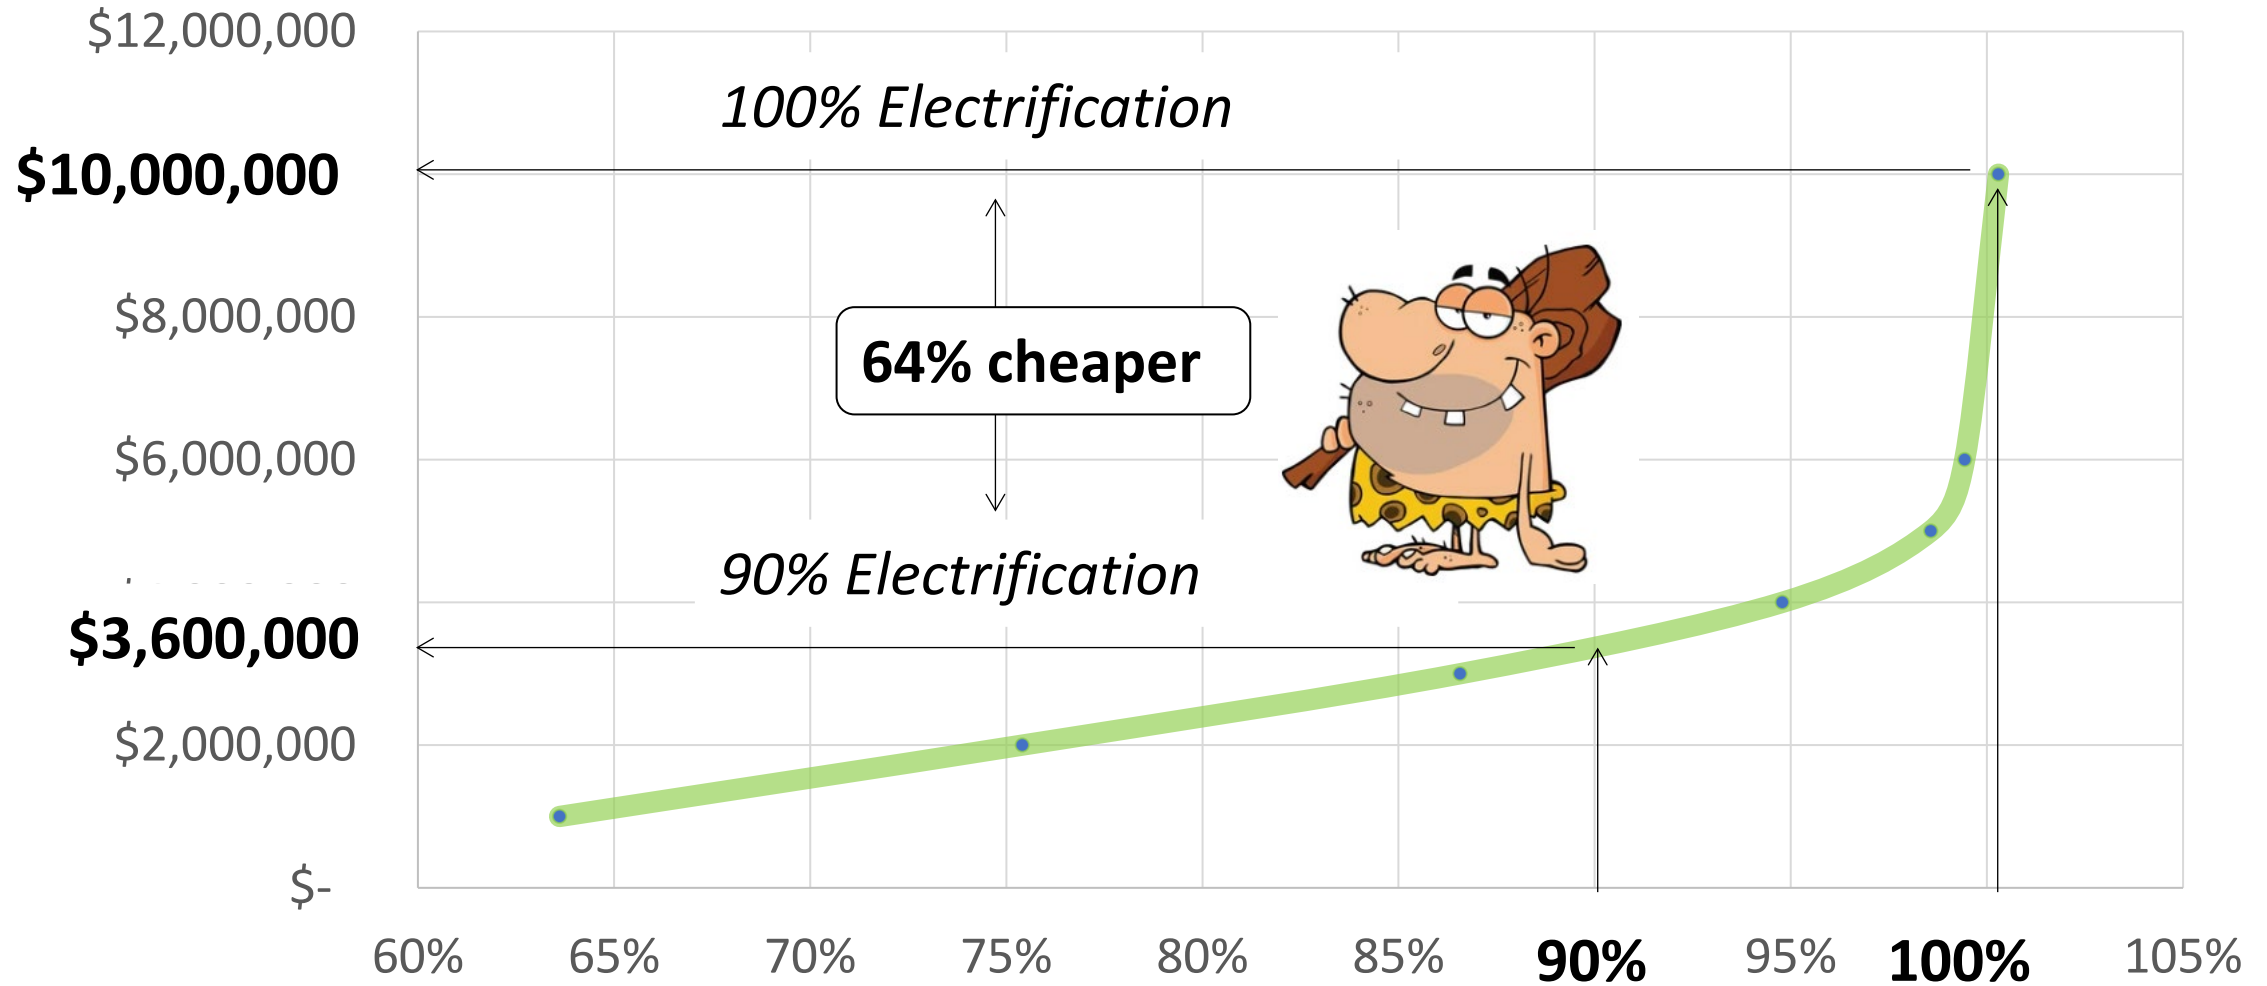 $12,000,000
100% Electrification
$10,000,000
$8,000,000
64% cheaper
$6,000,000
90% Electrification
$3,600,000
$2,000,000
$-
60% 65% 70% 75% 80% 85% 90% 95% 100% 105%